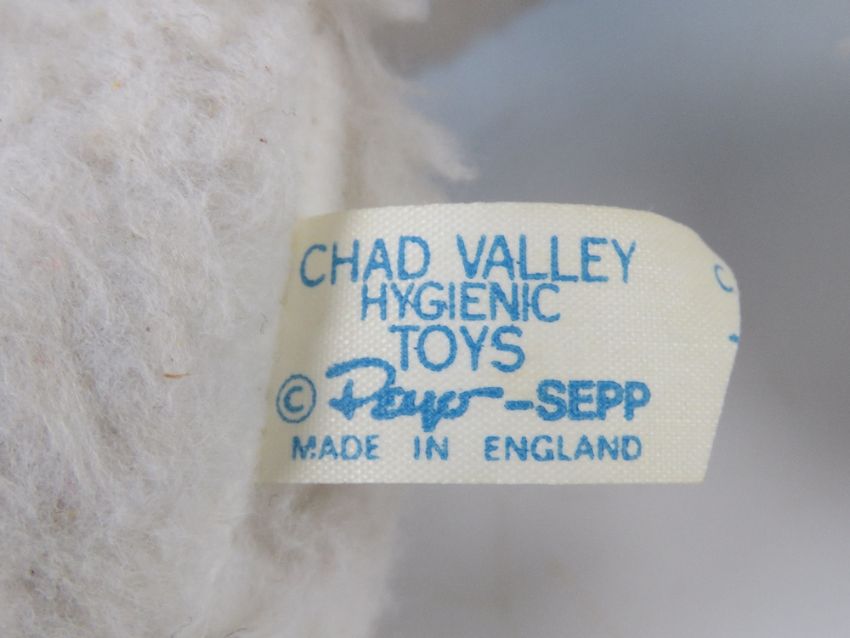 CHAD VALLEY
HYGIENIC
TOYS
© Peyo -SEPP
MADE IN ENGLAND
C